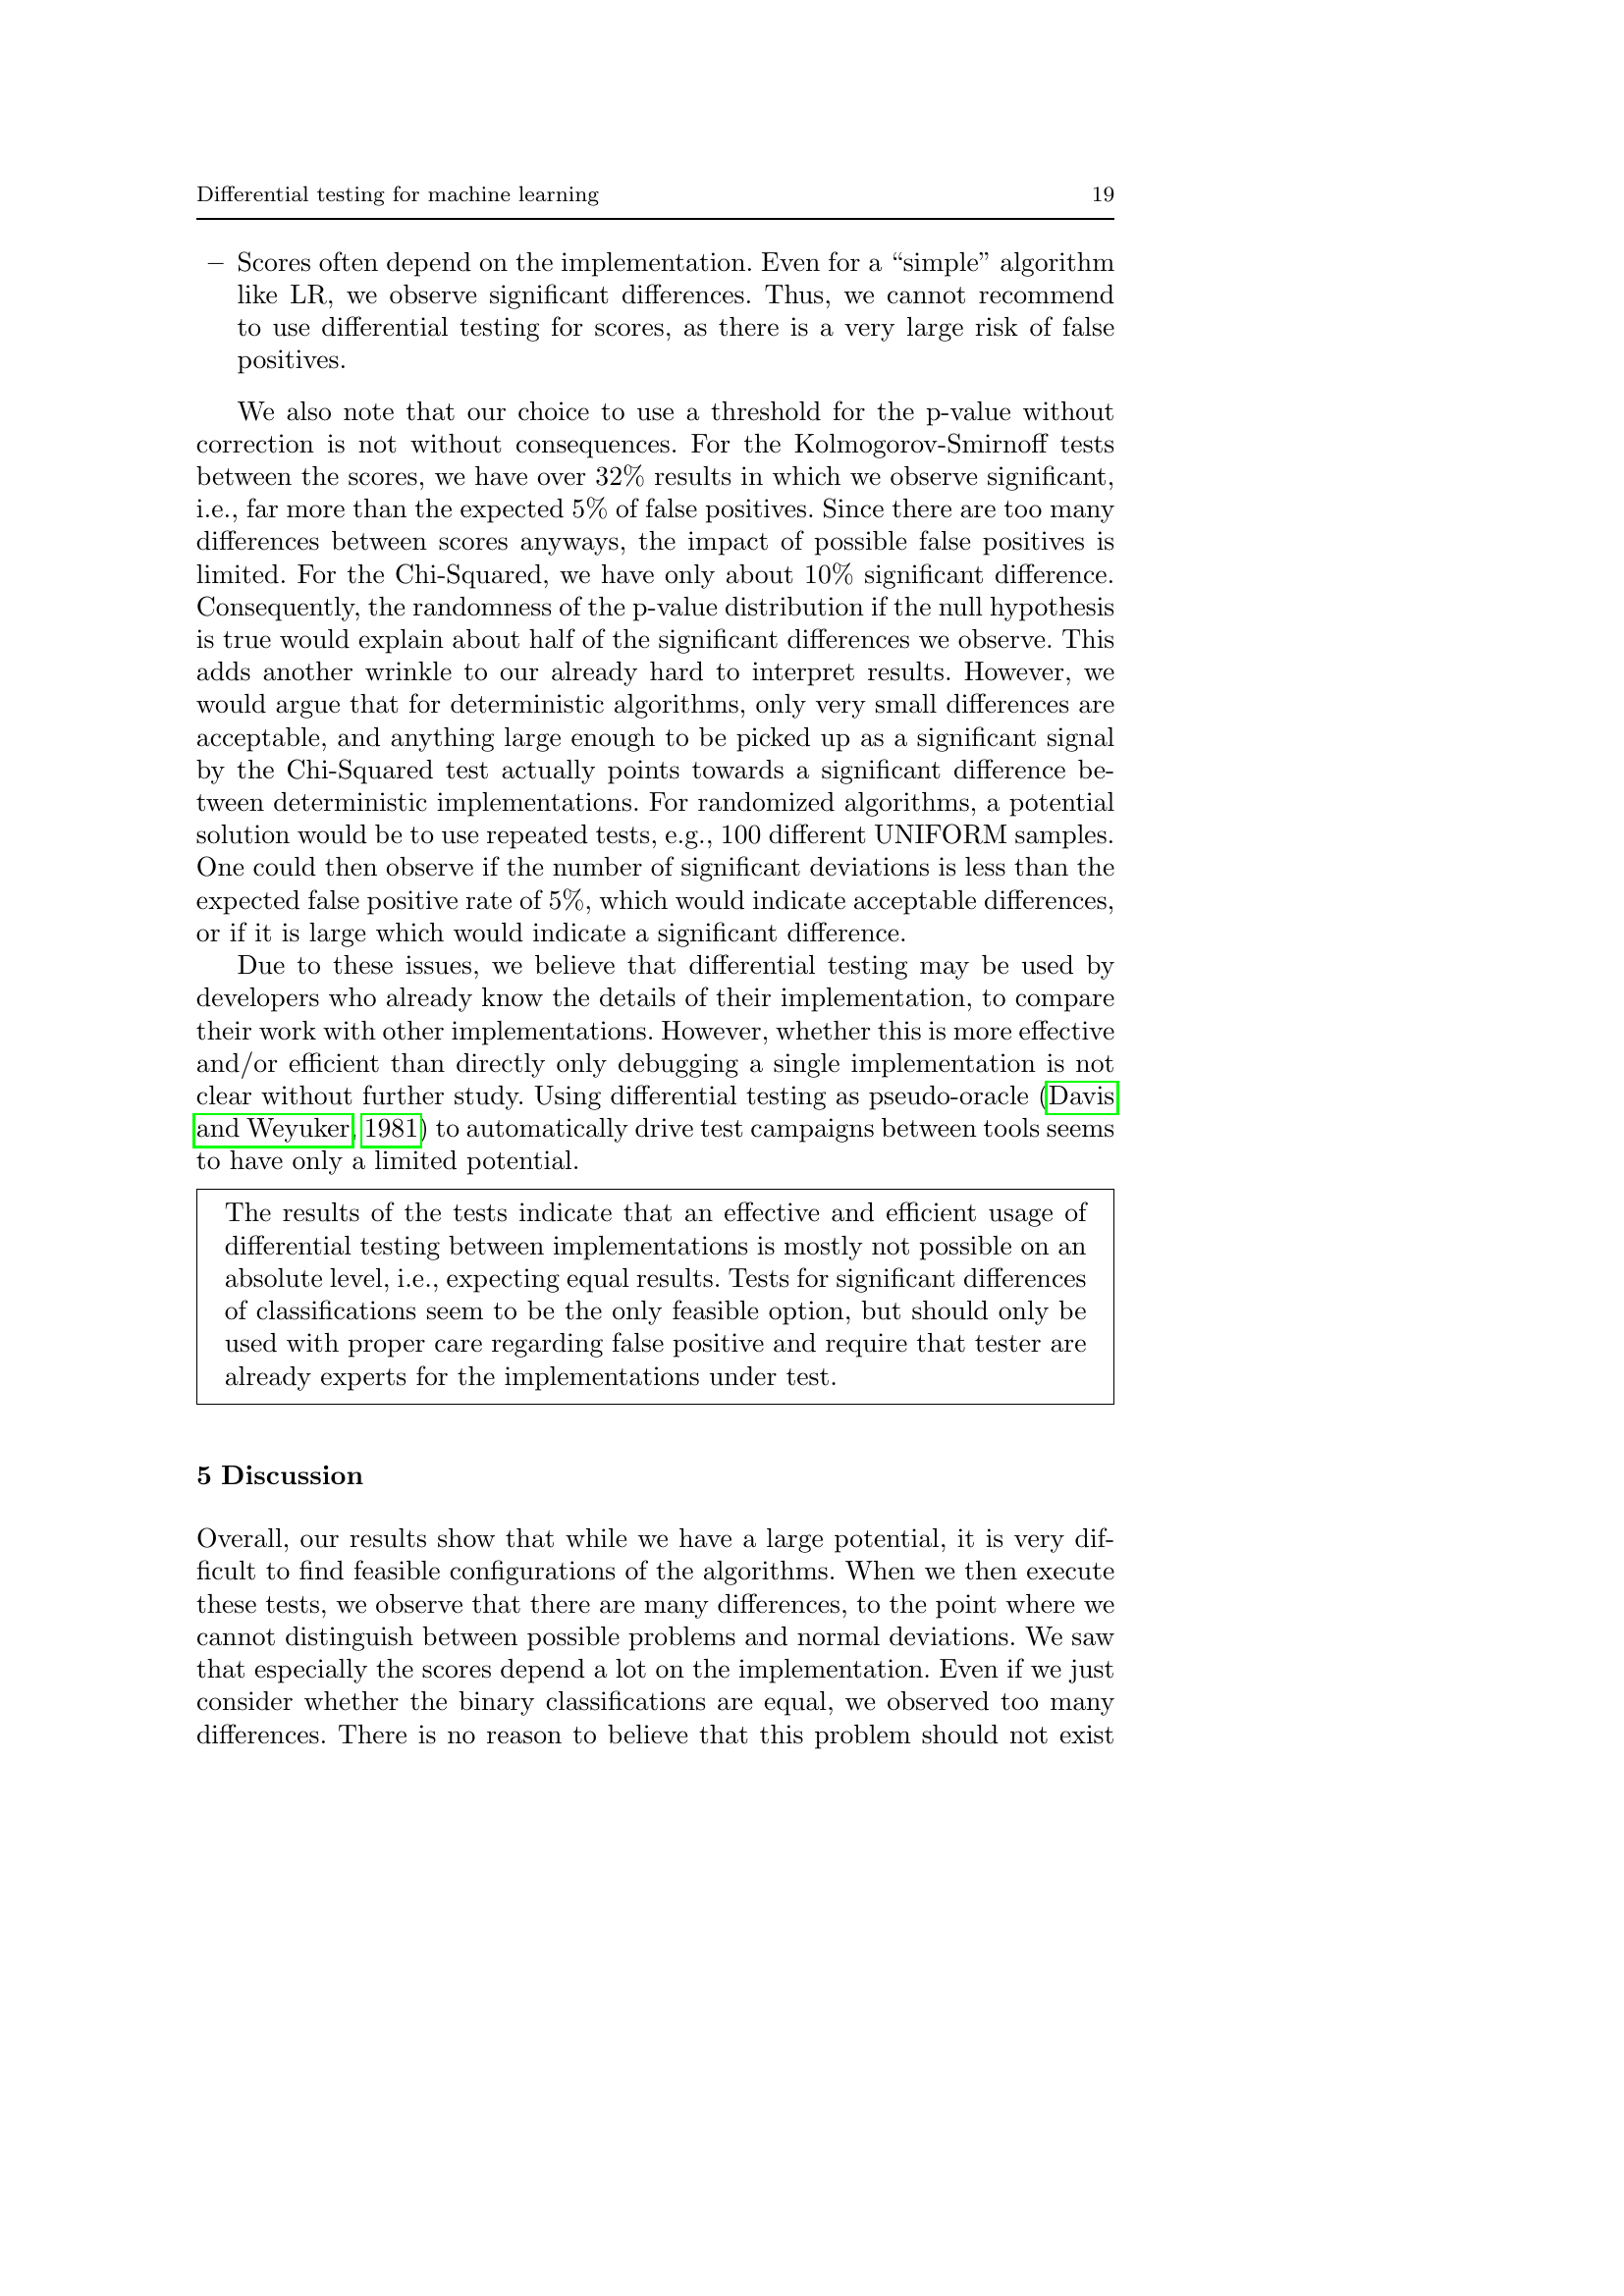 Differential testing for machine learning 19
– Scores often depend on the implementation. Even for a “simple” algorithm
like LR, we observe significant differences. Thus, we cannot recommend
to use differential testing for scores, as there is a very large risk of false
positives.
We also note that our choice to use a threshold for the p-value without
correction is not without consequences. For the Kolmogorov-Smirnoff tests
between the scores, we have over 32% results in which we observe significant,
i.e., far more than the expected 5% of false positives. Since there are too many
differences between scores anyways, the impact of possible false positives is
limited. For the Chi-Squared, we have only about 10% significant difference.
Consequently, the randomness of the p-value distribution if the null hypothesis
is true would explain about half of the significant differences we observe. This
adds another wrinkle to our already hard to interpret results. However, we
would argue that for deterministic algorithms, only very small differences are
acceptable, and anything large enough to be picked up as a significant signal
by the Chi-Squared test actually points towards a significant difference be-
tween deterministic implementations. For randomized algorithms, a potential
solution would be to use repeated tests, e.g., 100 different UNIFORM samples.
One could then observe if the number of significant deviations is less than the
expected false positive rate of 5%, which would indicate acceptable differences,
or if it is large which would indicate a significant difference.
Due to these issues, we believe that differential testing may be used by
developers who already know the details of their implementation, to compare
their work with other implementations. However, whether this is more effective
and/or efficient than directly only debugging a single implementation is not
clear without further study. Using differential testing as pseudo-oracle (Davis
and Weyuker, 1981) to automatically drive test campaigns between tools seems
to have only a limited potential.
The results of the tests indicate that an effective and efficient usage of
differential testing between implementations is mostly not possible on an
absolute level, i.e., expecting equal results. Tests for significant differences
of classifications seem to be the only feasible option, but should only be
used with proper care regarding false positive and require that tester are
already experts for the implementations under test.
5 Discussion
Overall, our results show that while we have a large potential, it is very dif-
ficult to find feasible configurations of the algorithms. When we then execute
these tests, we observe that there are many differences, to the point where we
cannot distinguish between possible problems and normal deviations. We saw
that especially the scores depend a lot on the implementation. Even if we just
consider whether the binary classifications are equal, we observed too many
differences. There is no reason to believe that this problem should not exist